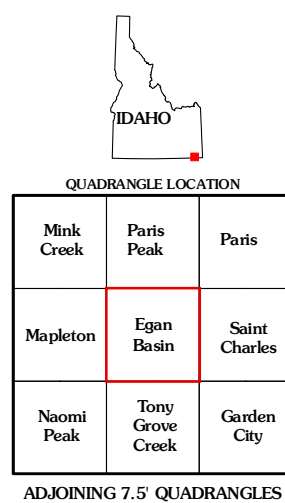 IDAHO
QUADRANGLE LOCATION
Mink
Creek
Paris
Peak
Paris
Mapleton
Egan
Basin
Saint
Charles
Naomi
Peak
Tony
Grove
Creek
Garden
City
ADJOINING 7.5' QUADRANGLES